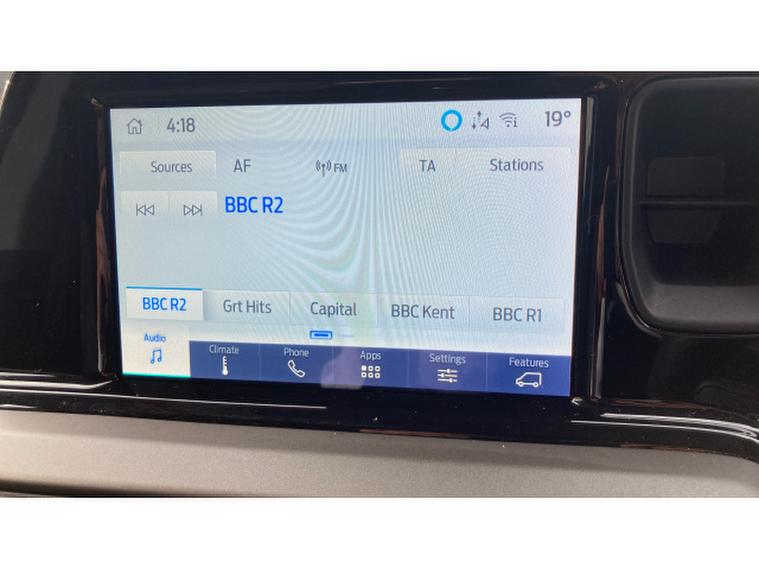 4:18 19°
Sources AF FM TA Stations
BBC R2
BBC R2 Grt Hits Capital BBC Kent BBC R1
Audio Climate Phone Apps Settings Features